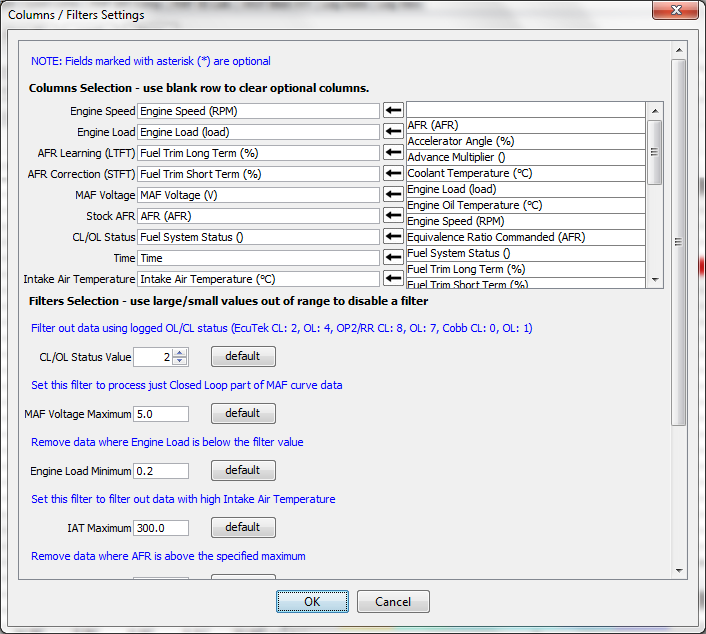 Columns / Filters Settings
NOTE: Fields marked with asterisk (*) are optional
Columns Selection - use blank row to clear optional columns.
Engine Speed Engine Speed (RPM)
Engine Load Engine Load (load)
AFR Learning (LTFT) Fuel Trim Long Term (%)
AFR Correction (STFT) Fuel Trim Short Term (%)
MAF Voltage MAF Voltage (V)
Stock AFR AFR (AFR)
CL/OL Status Fuel System Status ()
Time Time
Intake Air Temperature Intake Air Temperature (℃)
AFR (AFR)
Accelerator Angle (%)
Advance Multiplier ()
Coolant Temperature (℃)
Engine Load (load)
Engine Oil Temperature (℃)
Engine Speed (RPM)
Equivalence Ratio Commanded (AFR)
Fuel System Status ()
Fuel Trim Long Term (%)
Fuel Trim Short Term (%)
Filters Selection - use large/small values out of range to disable a filter
Filter out data using logged OL/CL status (EcuTek CL: 2, OL: 4, OP2/RR CL: 8, OL: 7, Cobb CL: 0, OL: 1)
CL/OL Status Value 2 default
Set this filter to process just Closed Loop part of MAF curve data
MAF Voltage Maximum 5.0 default
Remove data where Engine Load is below the filter value
Engine Load Minimum 0.2 default
Set this filter to filter out data with high Intake Air Temperature
IAT Maximum 300.0 default
Remove data where AFR is above the specified maximum
OK Cancel